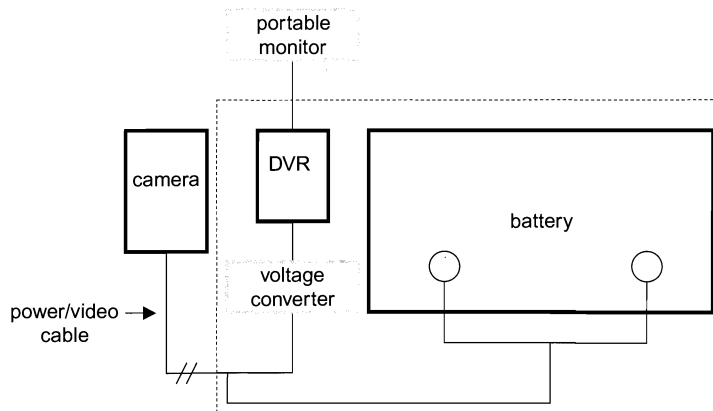 portable
monitor
camera
DVR
battery
voltage
converter
power/video
cable